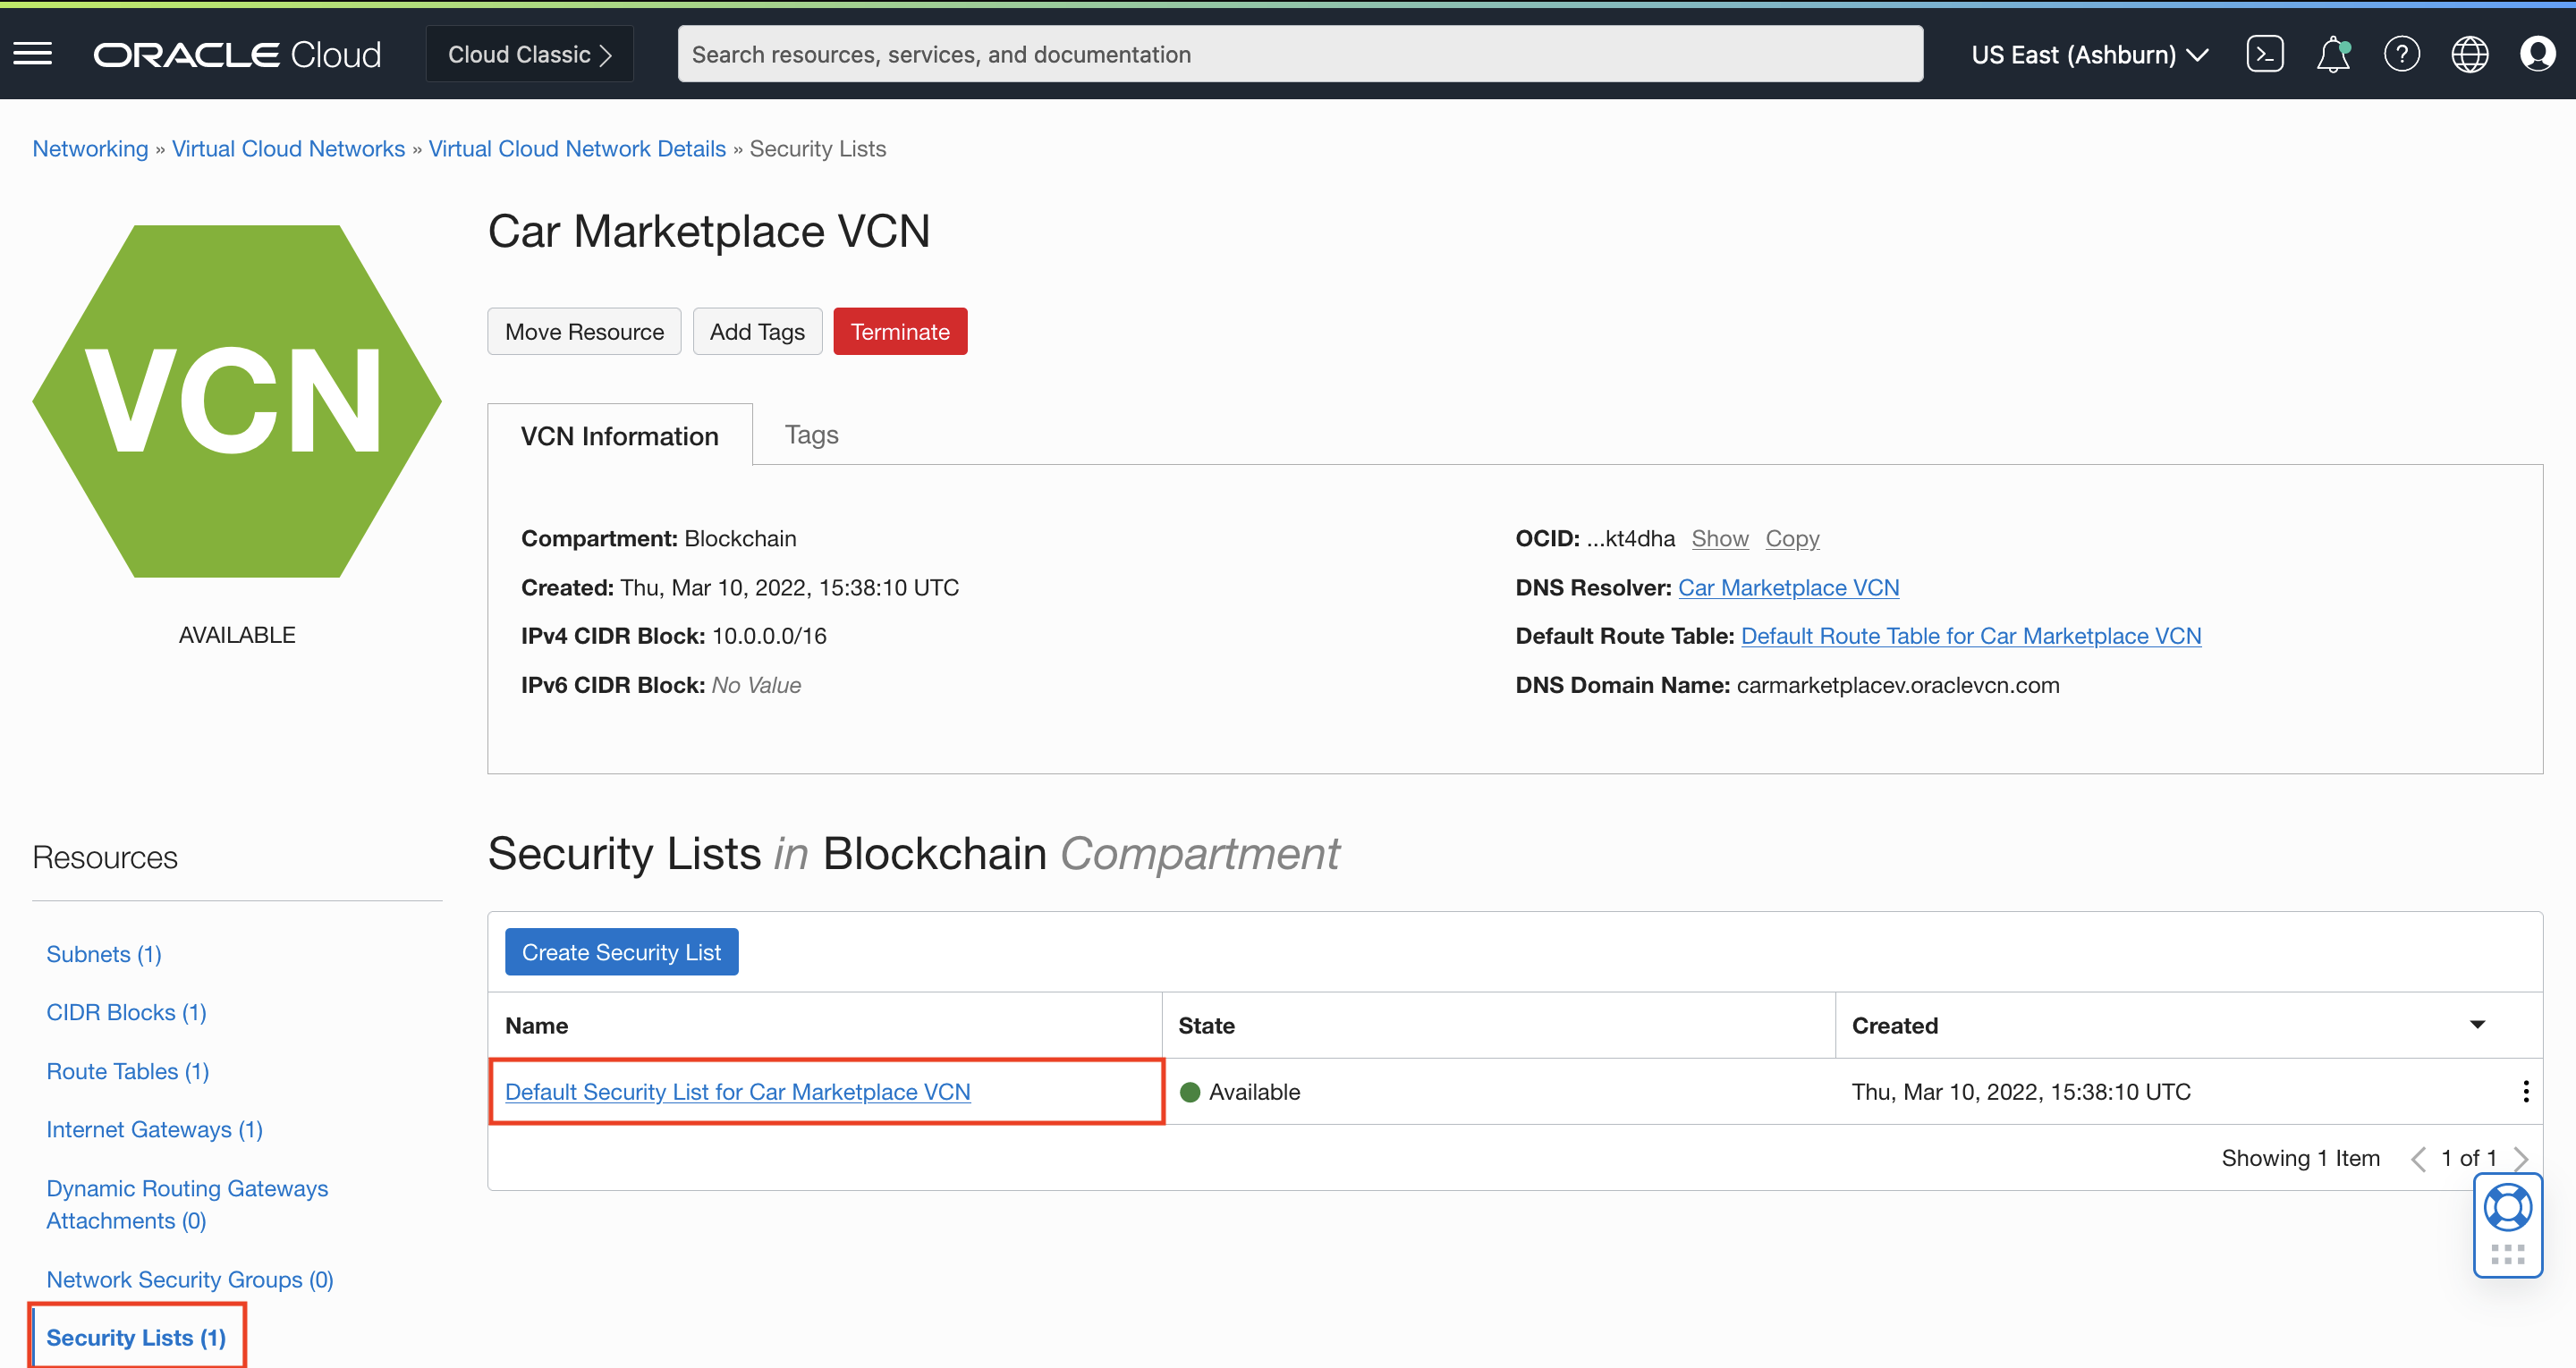 ORACLE Cloud
Cloud Classic
Search resources, services, and documentation
US East (Ashburn)
Networking » Virtual Cloud Networks » Virtual Cloud Network Details » Security Lists
VCN
AVAILABLE
Car Marketplace VCN
Move Resource
Add Tags
Terminate
VCN Information
Tags
Compartment: Blockchain
Created: Thu, Mar 10, 2022, 15:38:10 UTC
IPv4 CIDR Block: 10.0.0.0/16
IPv6 CIDR Block: No Value
OCID: ...kt4dha Show Copy
DNS Resolver: Car Marketplace VCN
Default Route Table: Default Route Table for Car Marketplace VCN
DNS Domain Name: carmarketplacev.oraclevcn.com
Resources
Subnets (1)
CIDR Blocks (1)
Route Tables (1)
Internet Gateways (1)
Dynamic Routing Gateways
Attachments (0)
Network Security Groups (0)
Security Lists (1)
Security Lists in Blockchain Compartment
Create Security List
Name State Created
Default Security List for Car Marketplace VCN Available Thu, Mar 10, 2022, 15:38:10 UTC
Showing 1 Item 1 of 1